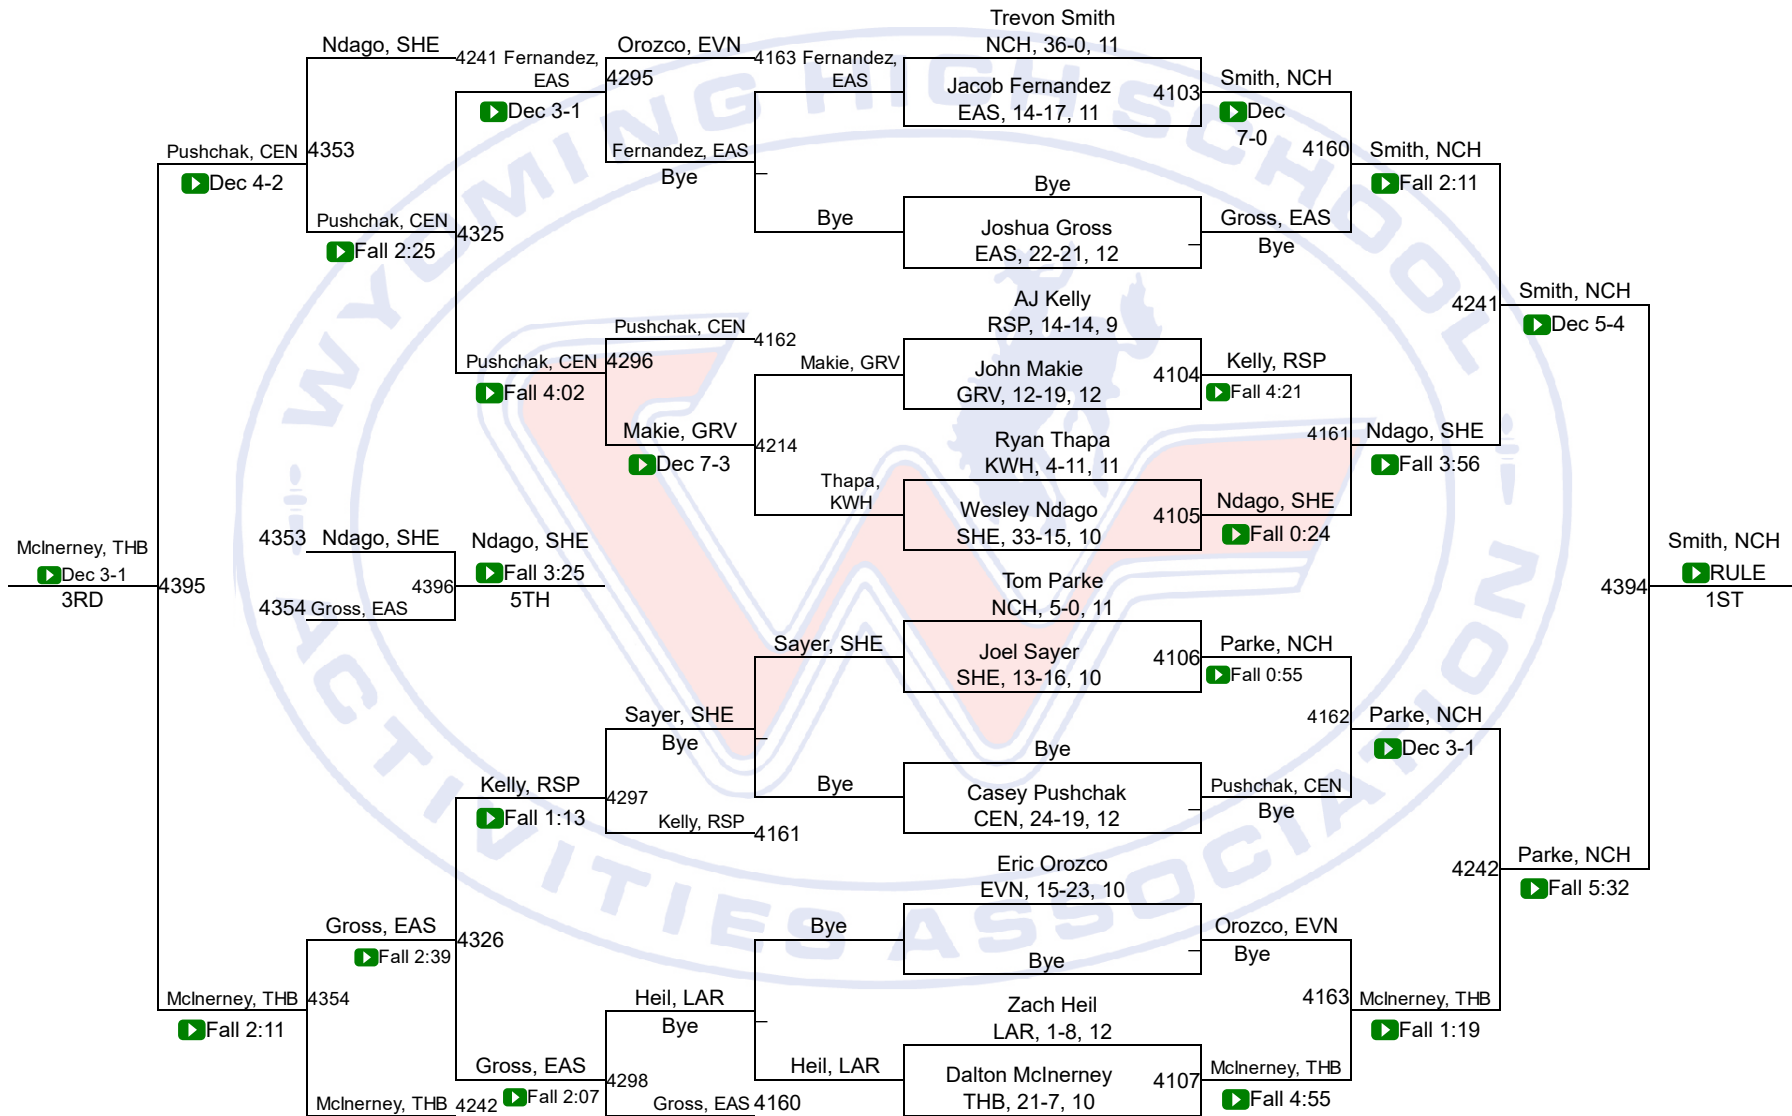 Trevon Smith
NCH, 36-0, 11
Ndago, SHE
4241 Fernandez,
EAS
Orozco, EVN
4163 Fernandez,
EAS
4295
Dec 3-1
Jacob Fernandez
EAS, 14-17, 11
4103
Smith, NCH
Dec
7-0
Pushchak, CEN
4353
Dec 4-2
Fernandez, EAS
Bye
4160
Smith, NCH
Fall 2:11
Bye
Pushchak, CEN
4325
Fall 2:25
Bye
Joshua Gross
EAS, 22-21, 12
Gross, EAS
Bye
AJ Kelly
RSP, 14-14, 9
4241
Smith, NCH
Dec 5-4
Pushchak, CEN
4162
Pushchak, CEN
4296
Fall 4:02
Makie, GRV
John Makie
GRV, 12-19, 12
4104
Kelly, RSP
Fall 4:21
Makie, GRV
4214
Dec 7-3
Ryan Thapa
KWH, 4-11, 11
4161
Ndago, SHE
Fall 3:56
Thapa,
KWH
Wesley Ndago
SHE, 33-15, 10
4105
Ndago, SHE
Fall 0:24
4353
Ndago, SHE
McInerney, THB
Dec 3-1
3RD
4395
4396
Ndago, SHE
Fall 3:25
5TH
4354
Gross, EAS
Tom Parke
NCH, 5-0, 11
4394
Smith, NCH
RULE
1ST
Sayer, SHE
Joel Sayer
SHE, 13-16, 10
4106
Parke, NCH
Fall 0:55
Sayer, SHE
Bye
4162
Parke, NCH
Dec 3-1
Bye
Kelly, RSP
4297
Fall 1:13
Bye
Casey Pushchak
CEN, 24-19, 12
Pushchak, CEN
Bye
Kelly, RSP
4161
Eric Orozco
EVN, 15-23, 10
4242
Parke, NCH
Fall 5:32
Gross, EAS
4326
Fall 2:39
Bye
Bye
Orozco, EVN
Bye
McInerney, THB
4354
Fall 2:11
Heil, LAR
Bye
Zach Heil
LAR, 1-8, 12
4163
McInerney, THB
Fall 1:19
Gross, EAS
4298
Fall 2:07
Heil, LAR
Dalton McInerney
THB, 21-7, 10
4107
McInerney, THB
Fall 4:55
McInerney, THB
4242
Gross, EAS
4160
WYOMING HIGH SCHOOL
ACTIVITIES ASSOCIATION